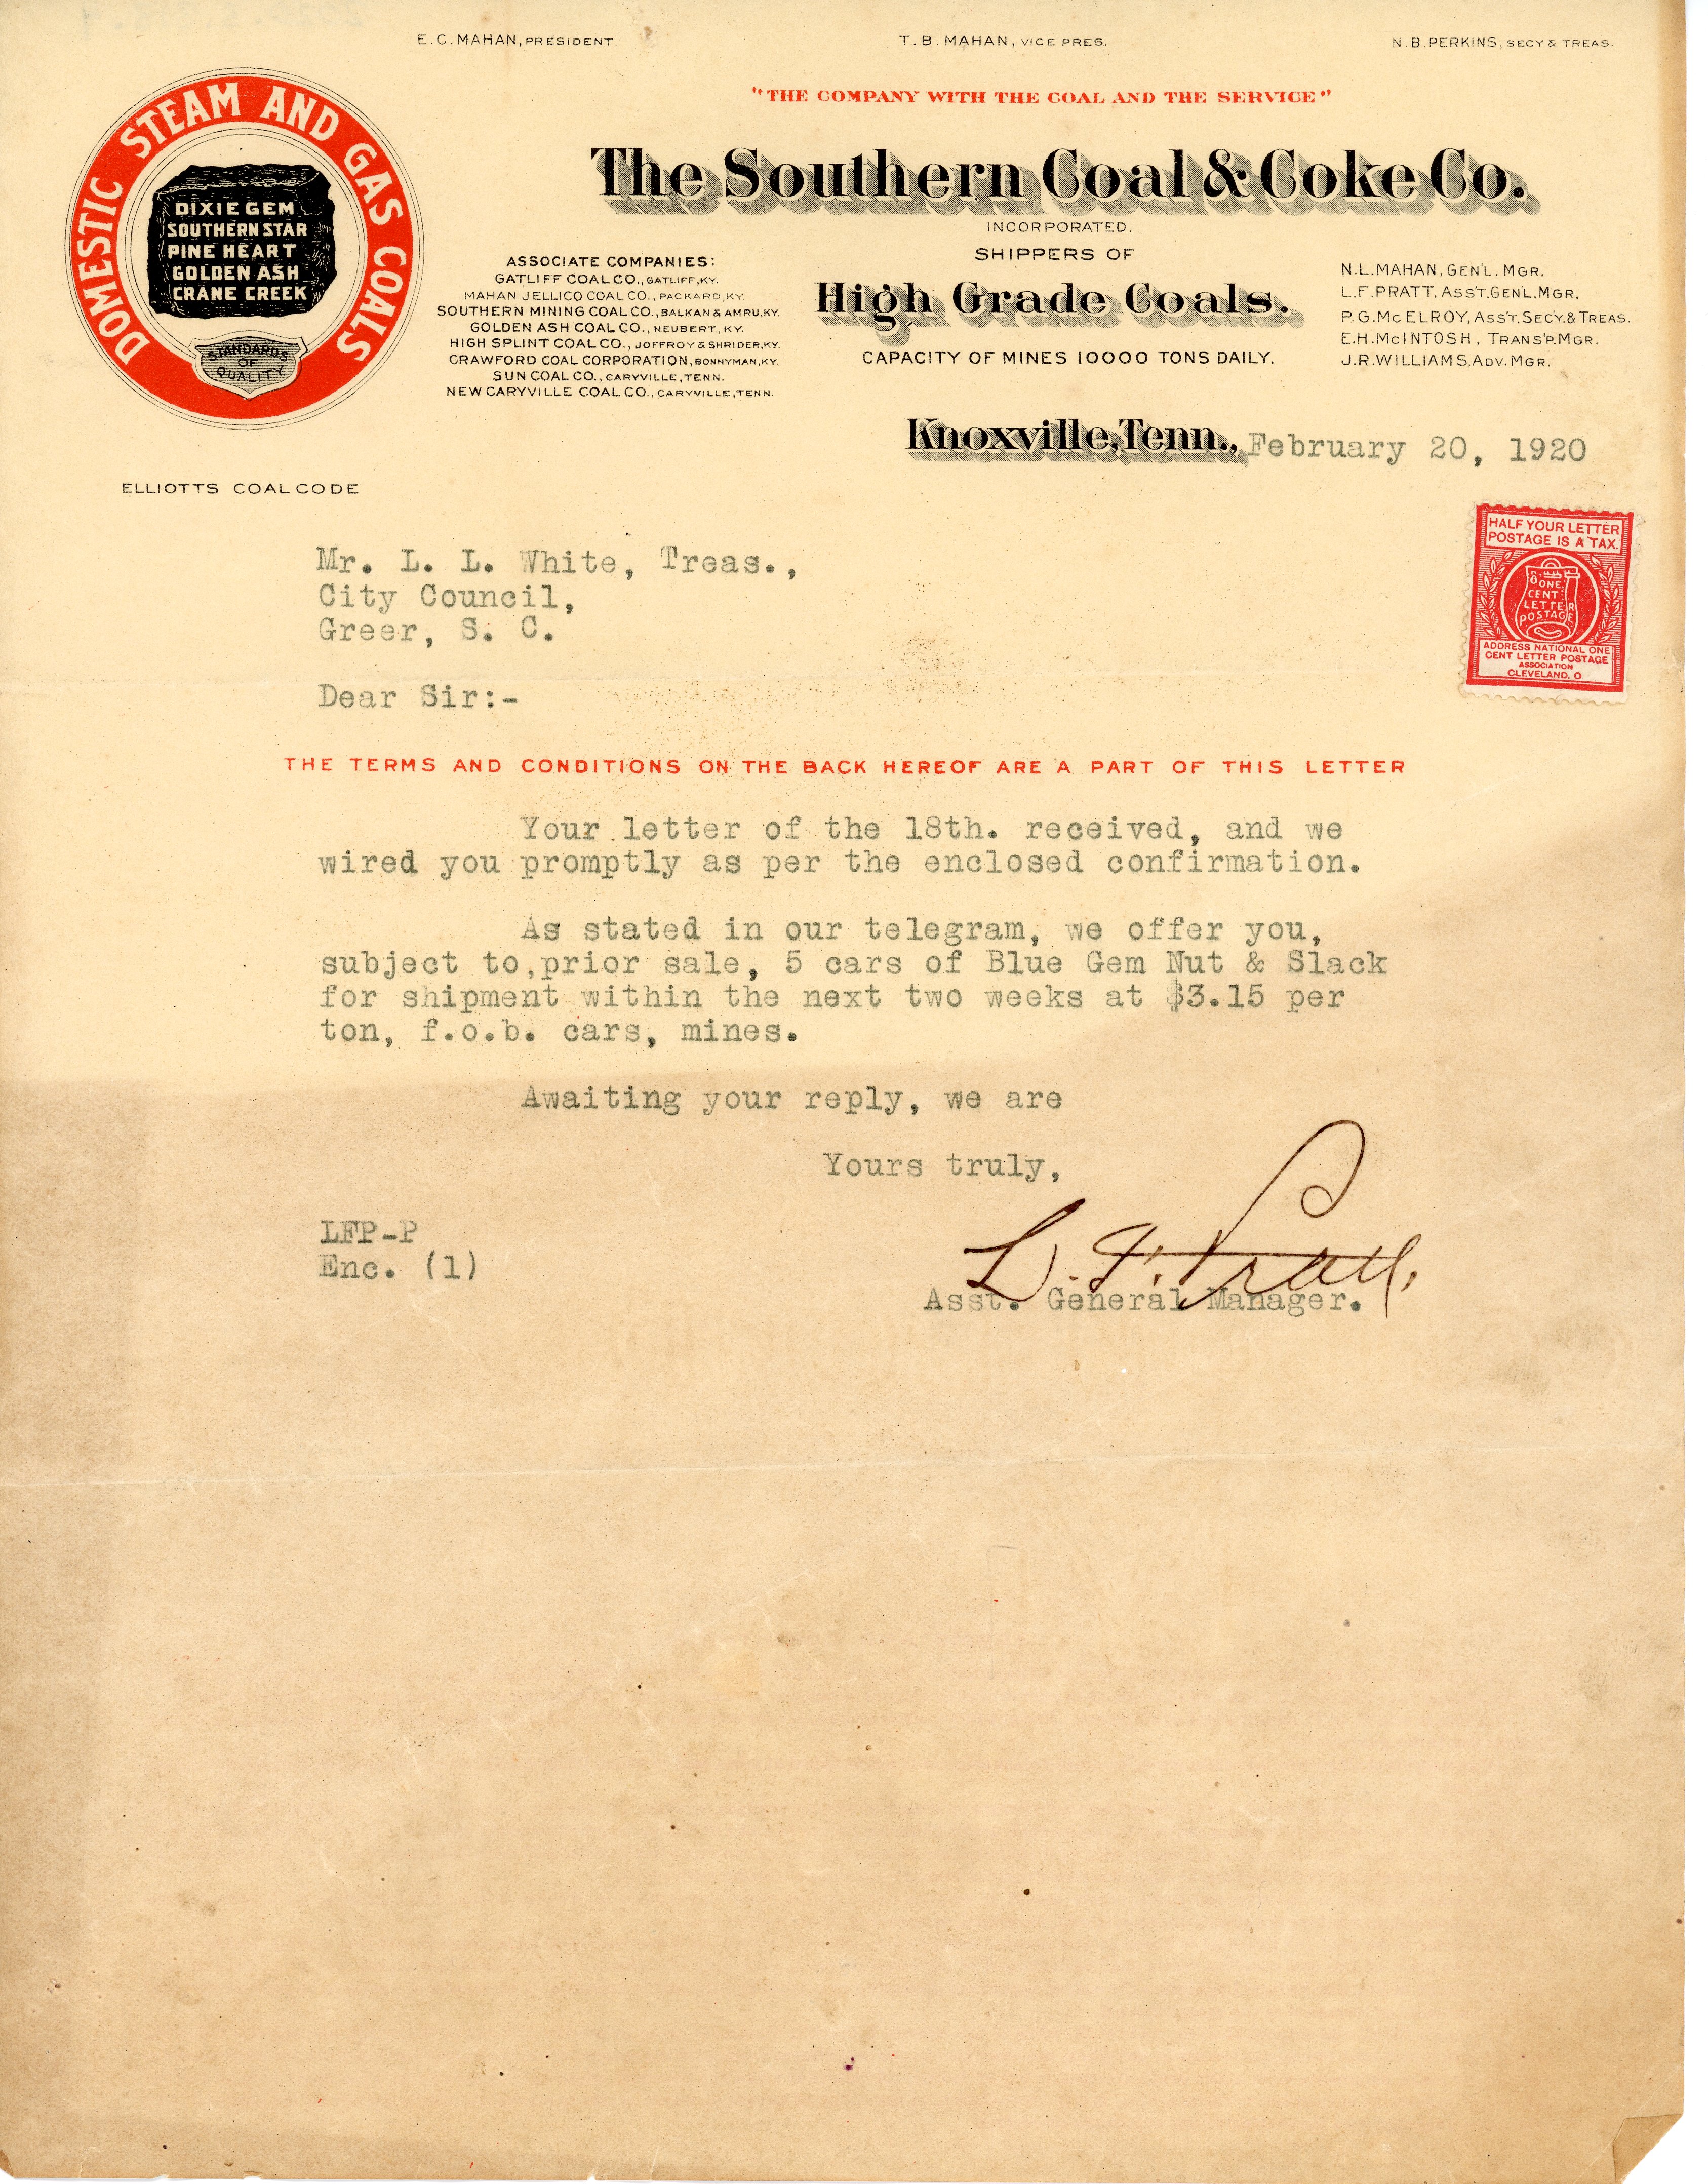 E. C. MAHAN, PRESIDENT.
T. B. MAHAN, VICE PRES.
N. B. PERKINS, SECY & TREAS.
"THE COMPANY WITH THE COAL AND THE SERVICE"
DOMESTIC STEAM AND GAS COALS
DIXIE GEM
SOUTHERN STAR
PINE HEART
GOLDEN ASH
CRANE CREEK
STANDARDS
OF
QUALITY
The Southern Coal & Coke Co.
INCORPORATED.
SHIPPERS OF
High Grade Coals.
CAPACITY OF MINES 10000 TONS DAILY.
ASSOCIATE COMPANIES:
GATLIFF COAL CO., GATLIFF, KY.
MAHAN JELLICO COAL CO., PACKARD, KY.
SOUTHERN MINING COAL CO., BALKAN & AMRU, KY.
GOLDEN ASH COAL CO., NEUBERT, KY.
HIGH SPLINT COAL CO., JOFFROY & SHRIDER, KY.
CRAWFORD COAL CORPORATION, BONNYMAN, KY.
SUN COAL CO., CARYVILLE, TENN.
NEW CARYVILLE COAL CO., CARYVILLE, TENN.
N. L. MAHAN, GEN'L. MGR.
L. F. PRATT, ASS'T. GEN'L. MGR.
P. G. McELROY, ASS'T. SEC'Y. & TREAS.
E. H. McINTOSH, TRANS'P. MGR.
J. R. WILLIAMS, ADV. MGR.
Knoxville, Tenn., February 20, 1920
ELLIOTTS COAL CODE
HALF YOUR LETTER
POSTAGE IS A TAX.
ONE
CENT
LETTER
POSTAGE
ADDRESS NATIONAL ONE
CENT LETTER POSTAGE
ASSOCIATION
CLEVELAND, O
Mr. L. L. White, Treas.,
City Council,
Greer, S. C.
Dear Sir:-
THE TERMS AND CONDITIONS ON THE BACK HEREOF ARE A PART OF THIS LETTER
Your letter of the 18th. received, and we
wired you promptly as per the enclosed confirmation.
As stated in our telegram, we offer you,
subject to prior sale, 5 cars of Blue Gem Nut & Slack
for shipment within the next two weeks at $3.15 per
ton, f.o.b. cars, mines.
Awaiting your reply, we are
Yours truly,
LFP-P
Enc. (1)
L. F. Pratt,
Asst. General Manager.